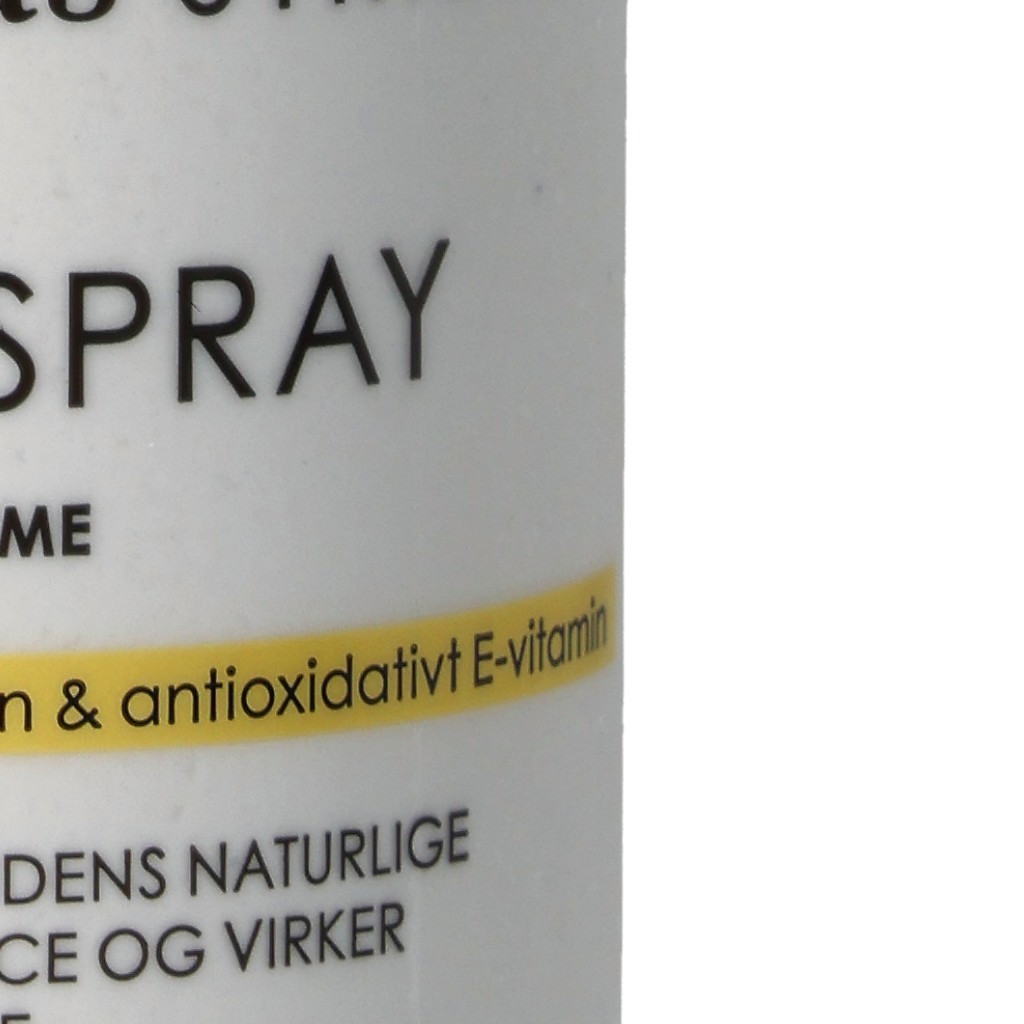 SPRAY
ME
n & antioxidativt E-vitamin
DENS NATURLIGE
CE OG VIRKER